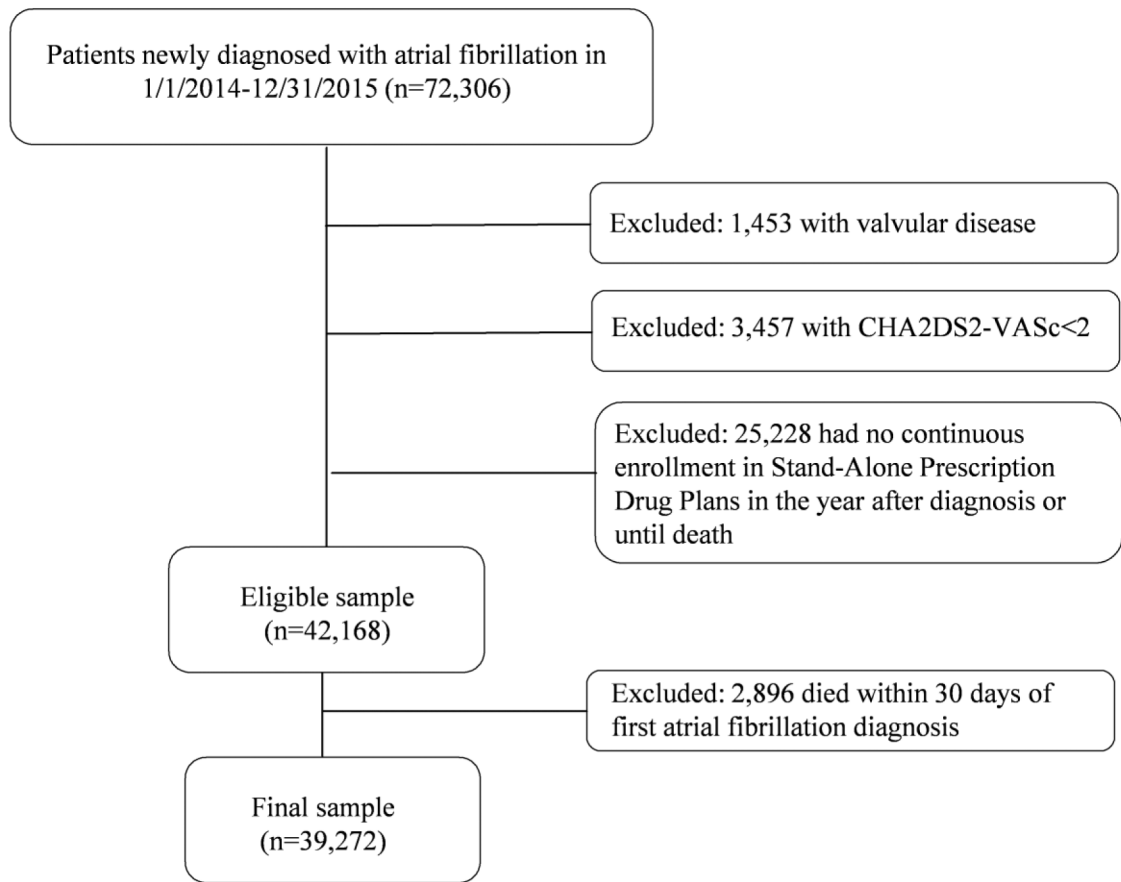 Patients newly diagnosed with atrial fibrillation in
1/1/2014-12/31/2015 (n=72,306)
Excluded: 1,453 with valvular disease
Excluded: 3,457 with CHA2DS2-VASc<2
Excluded: 25,228 had no continuous
enrollment in Stand-Alone Prescription
Drug Plans in the year after diagnosis or
until death
Eligible sample
(n=42,168)
Excluded: 2,896 died within 30 days of
first atrial fibrillation diagnosis
Final sample
(n=39,272)